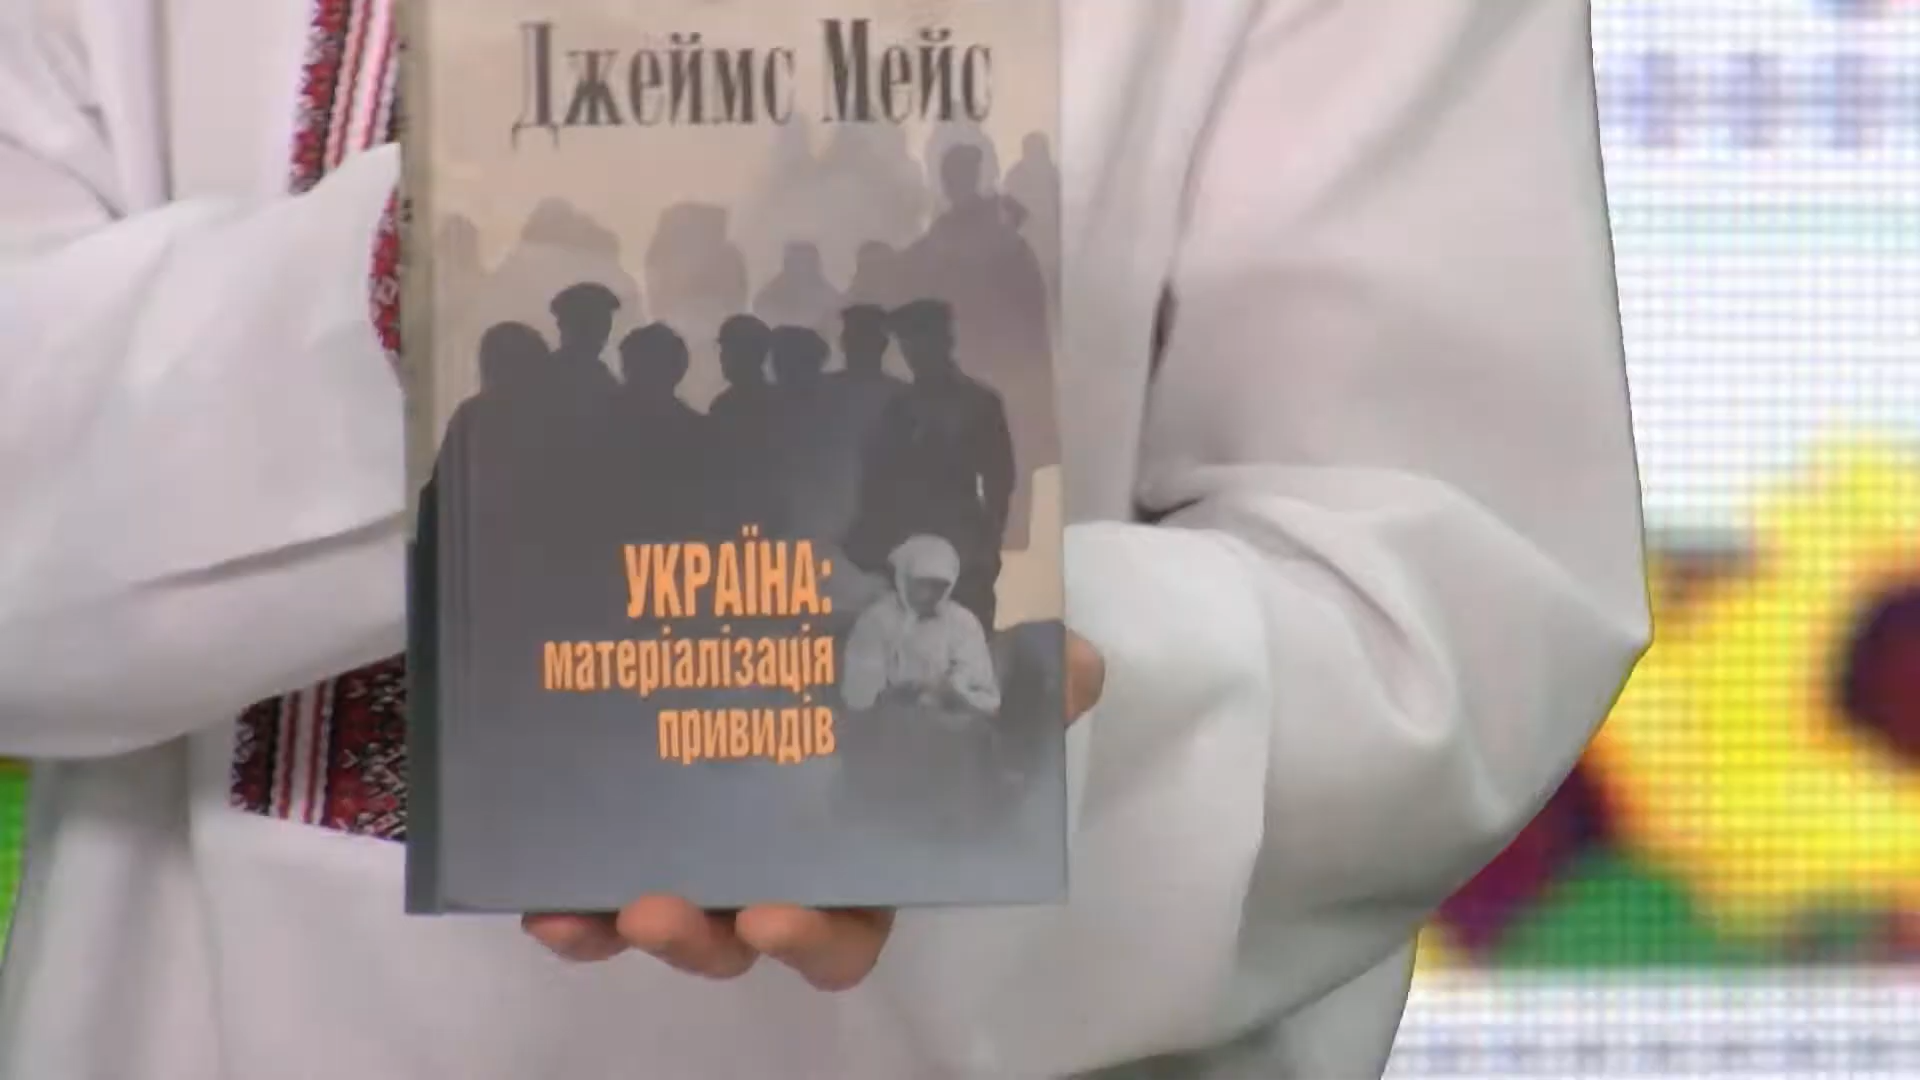 Джеймс Мейс
УКРАЇНА:
матеріалізація
привидів